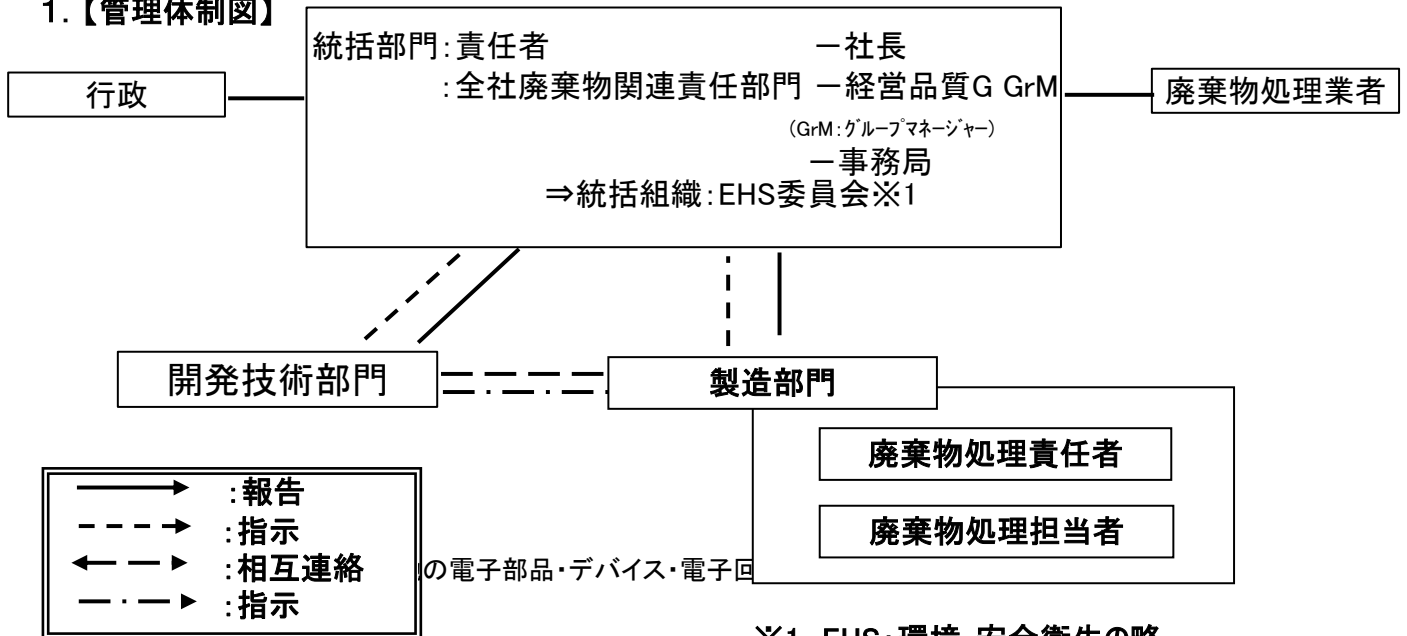 1.【管理体制図】
統括部門:責任者 -社長
:全社廃棄物関連責任部門 -経営品質G GrM
(GrM:グループマネージャー)
-事務局
⇒統括組織:EHS委員会※1
行政
廃棄物処理業者
開発技術部門
製造部門
廃棄物処理責任者
廃棄物処理担当者
:報告
:指示
:相互連絡
:指示
の電子部品・デバイス・電子回
※1 EHS:環境・安全衛生の略